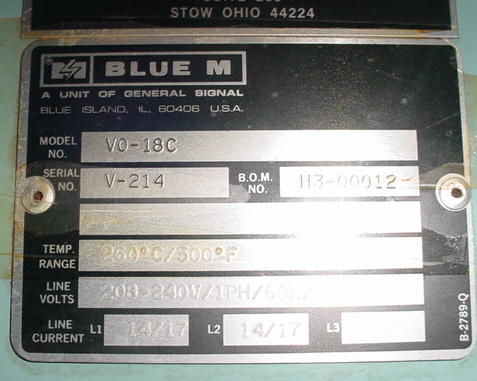 STOW OHIO 44224
BLUE M
A UNIT OF GENERAL SIGNAL
BLUE ISLAND, IL, 60406 U.S.A.
MODEL NO. VO-18C
SERIAL NO. V-214 B.O.M. NO. H3-00012
TEMP. RANGE 260°C/500°F
LINE VOLTS 208-240V/1PH/60HZ
LINE CURRENT L1 14/17 L2 14/17 L3
B-2789-Q